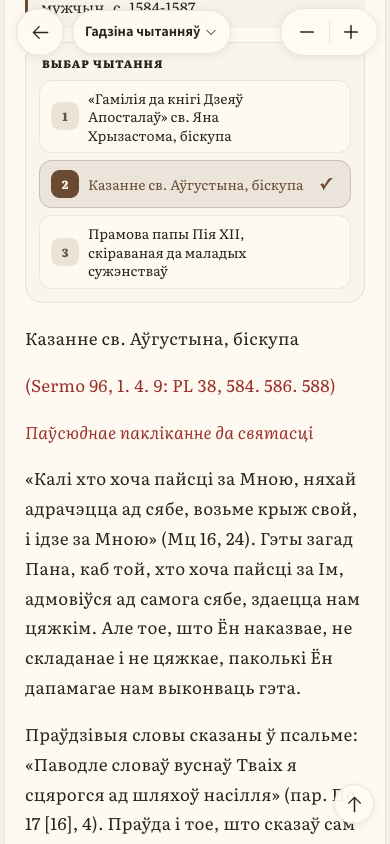 мужчын, с. 1584-1587
Гадзіна чытанняў
ВЫБАР ЧЫТАННЯ
1
«Гамілія да кнігі Дзеяў
Апосталаў» св. Яна
Хрызастома, біскупа
2
Казанне св. Аўгустына, біскупа
3
Прамова папы Пія XII,
скіраваная да маладых
сужэнстваў
Казанне св. Аўгустына, біскупа
(Sermo 96, 1. 4. 9: PL 38, 584. 586. 588)
Паўсюднае пакліканне да святасці
«Калі хто хоча пайсці за Мною, няхай
адрачэцца ад сябе, возьме крыж свой,
і ідзе за Мною» (Мц 16, 24). Гэты загад
Пана, каб той, хто хоча пайсці за Ім,
адмовіўся ад самога сябе, здаецца нам
цяжкім. Але тое, што Ён наказвае, не
складанае і не цяжкае, паколькі Ён
дапамагае нам выконваць гэта.
Праўдзівыя словы сказаны ў псальме:
«Паводле словаў вуснаў Тваіх я
сцярогся ад шляхоў насілля» (пар.
17 [16], 4). Праўда і тое, што сказаў сам